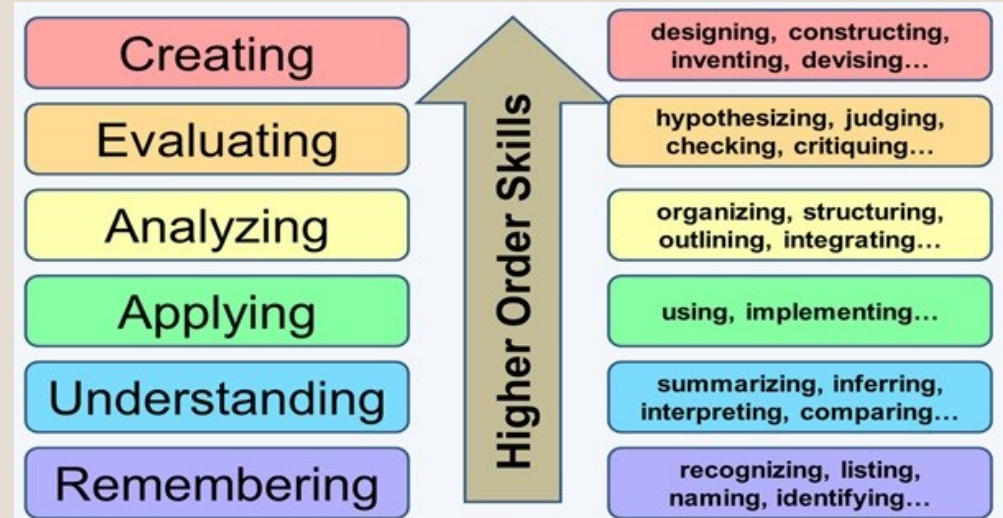 Creating
designing, constructing,
inventing, devising...
Evaluating
hypothesizing, judging,
checking, critiquing...
Analyzing
organizing, structuring,
outlining, integrating...
Applying
using, implementing...
Understanding
summarizing, inferring,
interpreting, comparing...
Remembering
recognizing, listing,
naming, identifying...
Higher Order Skills